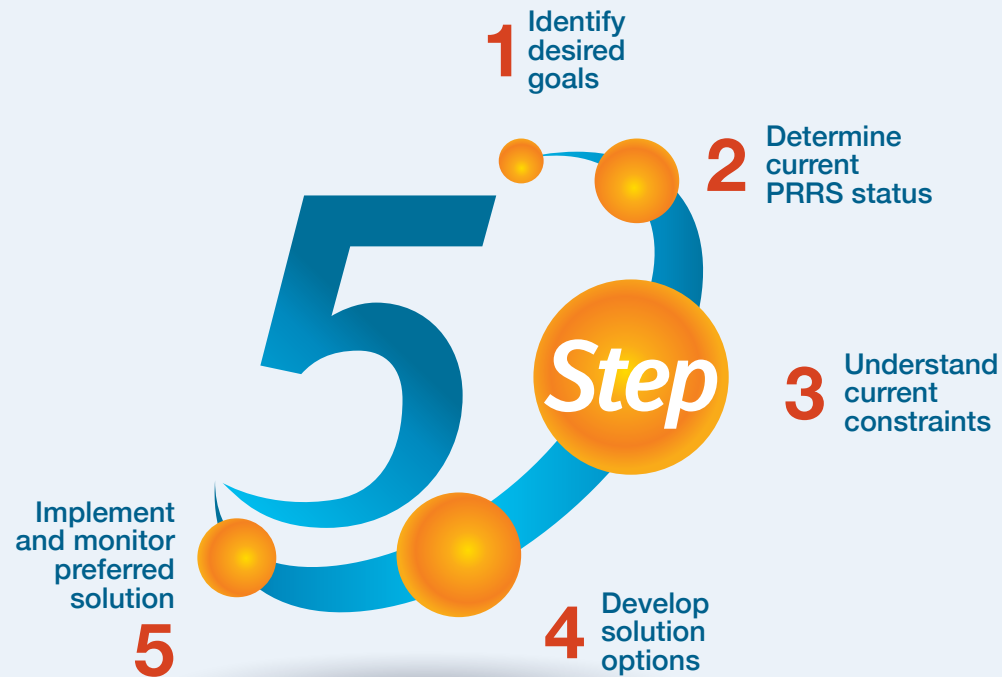 1 Identify
desired
goals
2 Determine
current
PRRS status
5 Step
3 Understand
current
constraints
4 Develop
solution
options
Implement
and monitor
preferred
solution
5